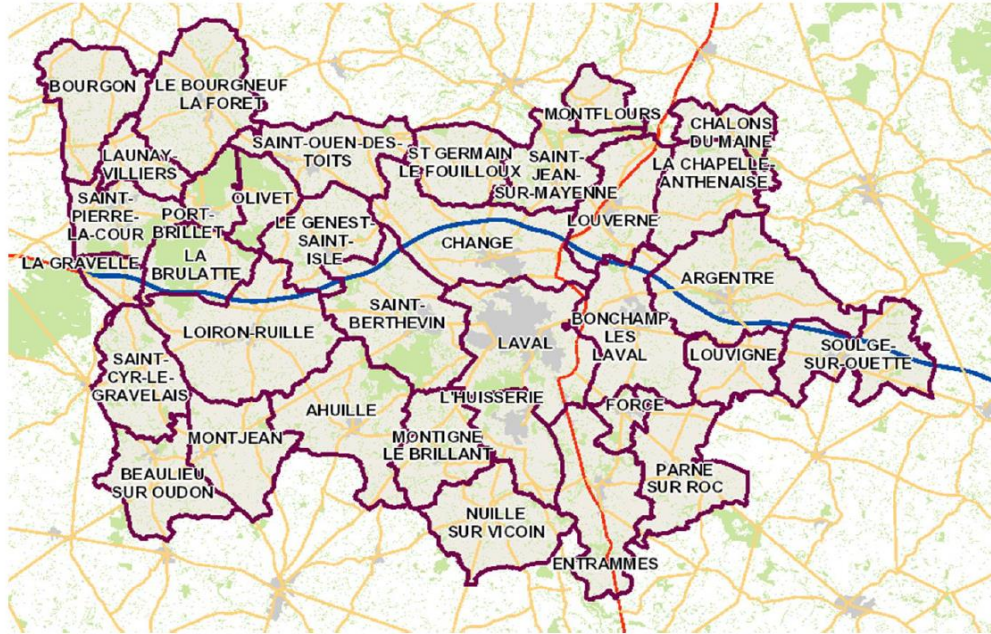 BOURGON
LE BOURGNEUF
LA FORET
MONTFLOURS
CHALONS
DU MAINE
LAUNAY-
VILLIERS
SAINT-OUEN-DES-
TOITS
ST GERMAIN
LE FOUILLOUX
SAINT-
JEAN-
SUR-MAYENNE
LA CHAPELLE-
ANTHENAISE
SAINT-
PIERRE-
LA-COUR
PORT-
BRILLET
OLIVET
LE GENEST-
SAINT-
ISLE
LOUVERNE
CHANGE
LA GRAVELLE
LA
BRULATTE
ARGENTRE
LOIRON-RUILLE
SAINT-
BERTHEVIN
LAVAL
BONCHAMP
LES
LAVAL
LOUVIGNE
SOULGE-
SUR-OUETTE
SAINT-
CYR-LE-
GRAVELAIS
AHUILLE
L'HUISSERIE
FORCE
MONTJEAN
MONTIGNE
LE BRILLANT
BEAULIEU
SUR OUDON
PARNE
SUR ROC
NUILLE
SUR VICOIN
ENTRAMMES